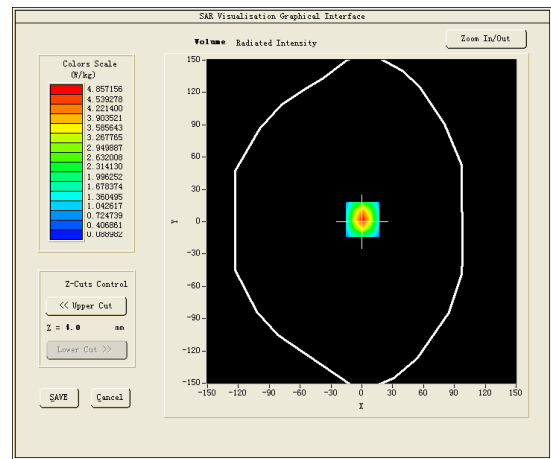 SAR Visualisation Graphical Interface
Volume Radiated Intensity
Zoom In/Out
Colors Scale
(W/kg)
4.857156
4.539278
4.221400
3.903521
3.585643
3.267765
2.949887
2.632008
2.314130
1.996252
1.678374
1.360495
1.042617
0.724739
0.406861
0.088982
Z-Cuts Control
<< Upper Cut
Z = 4.0 mm
Lower Cut >>
SAVE Cancel
150
120
90
60
30
0
-30
-60
-90
-120
-150
Y
-150 -120 -90 -60 -30 0 30 60 90 120 150
X